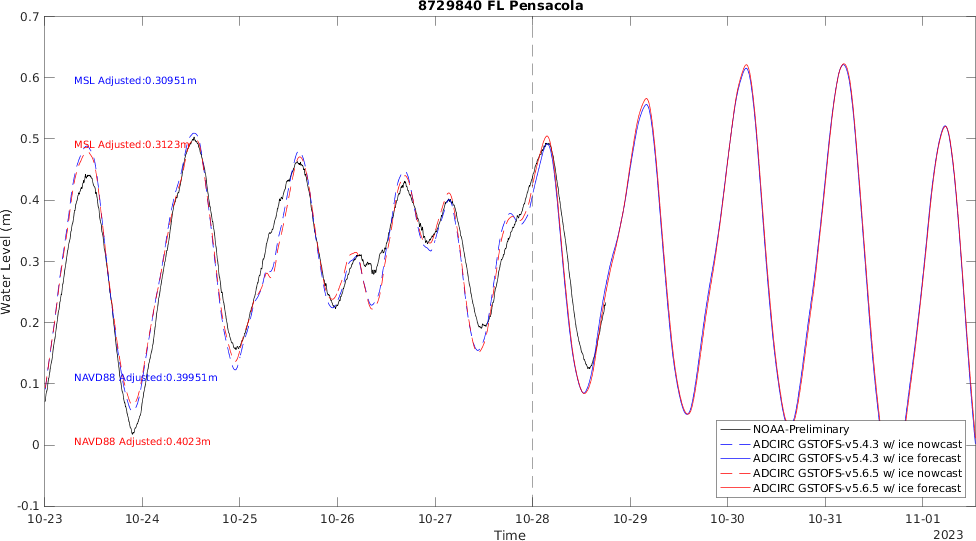 8729840 FL Pensacola
0.7
0.6
0.5
0.4
0.3
0.2
0.1
0
-0.1
Water Level (m)
MSL Adjusted:0.30951m
MSL Adjusted:0.3123m
NAVD88 Adjusted:0.39951m
NAVD88 Adjusted:0.4023m
NOAA-Preliminary
ADCIRC GSTOFS-v5.4.3 w/ ice nowcast
ADCIRC GSTOFS-v5.4.3 w/ ice forecast
ADCIRC GSTOFS-v5.6.5 w/ ice nowcast
ADCIRC GSTOFS-v5.6.5 w/ ice forecast
10-23 10-24 10-25 10-26 10-27 10-28 10-29 10-30 10-31 11-01
Time
2023